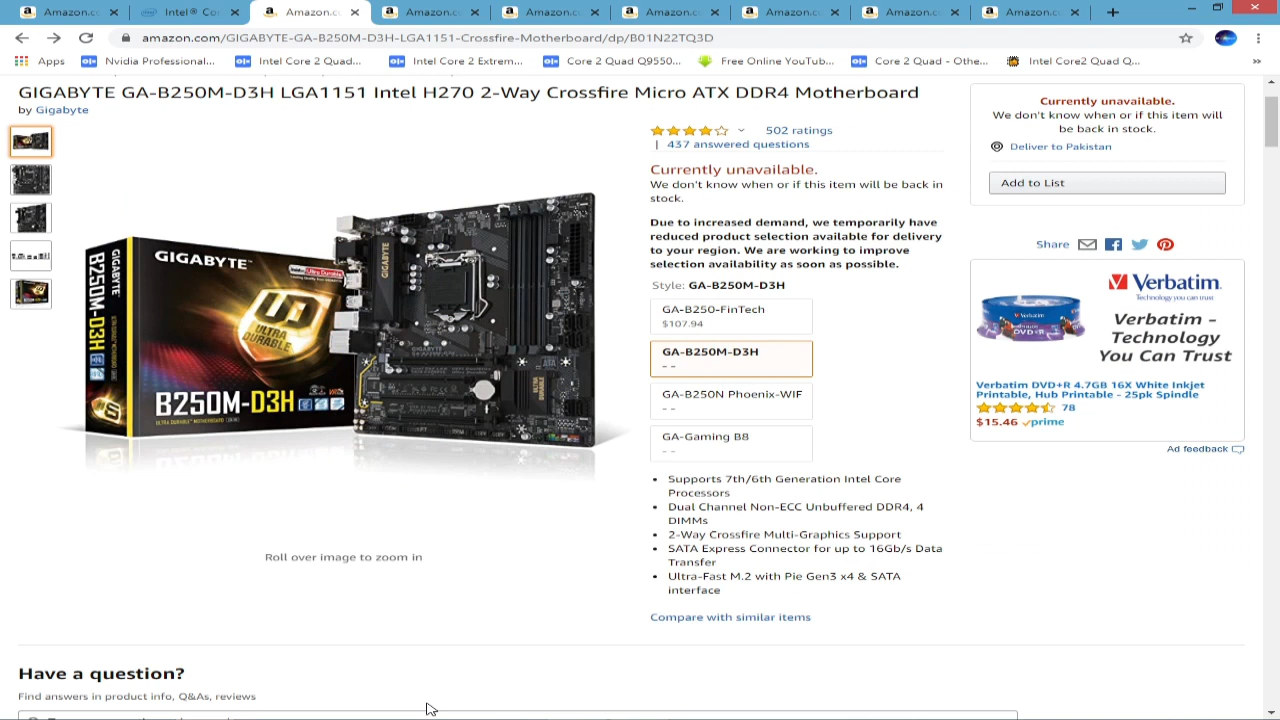 Amazon.c
Intel® Co
Amazon.c
Amazon.c
Amazon.c
Amazon.c
Amazon.c
Amazon.c
Amazon.c
amazon.com/GIGABYTE-GA-B250M-D3H-LGA1151-Crossfire-Motherboard/dp/B01N22TQ3D
Apps
Nvidia Professional...
Intel Core 2 Quad...
Intel Core 2 Extrem...
Core 2 Quad Q9550...
Free Online YouTub...
Core 2 Quad - Othe...
Intel Core2 Quad Q...
»
GIGABYTE GA-B250M-D3H LGA1151 Intel H270 2-Way Crossfire Micro ATX DDR4 Motherboard
by Gigabyte
GIGABYTE
B250M-D3H
GIGABYTE™
ULTRA
DURABLE™
B250M-D3H
ULTRA DURABLE™ MOTHERBOARD
GIGABYTE
Roll over image to zoom in
502 ratings
| 437 answered questions
Currently unavailable.
We don't know when or if this item will be back in
stock.
Due to increased demand, we temporarily have
reduced product selection available for delivery
to your region. We are working to improve
selection availability as soon as possible.
Style: GA-B250M-D3H
GA-B250-FinTech
$107.94
GA-B250M-D3H
- -
GA-B250N Phoenix-WIF
- -
GA-Gaming B8
- -
• Supports 7th/6th Generation Intel Core
Processors
• Dual Channel Non-ECC Unbuffered DDR4, 4
DIMMs
• 2-Way Crossfire Multi-Graphics Support
• SATA Express Connector for up to 16Gb/s Data
Transfer
• Ultra-Fast M.2 with Pie Gen3 x4 & SATA
interface
Compare with similar items
Currently unavailable.
We don't know when or if this item will
be back in stock.
Deliver to Pakistan
Add to List
Share
Verbatim.
Technology you can trust
Verbatim –
Technology
You Can Trust
Verbatim DVD+R 4.7GB 16X White Inkjet
Printable, Hub Printable - 25pk Spindle
78
$15.46 prime
Ad feedback
Have a question?
Find answers in product info, Q&As, reviews